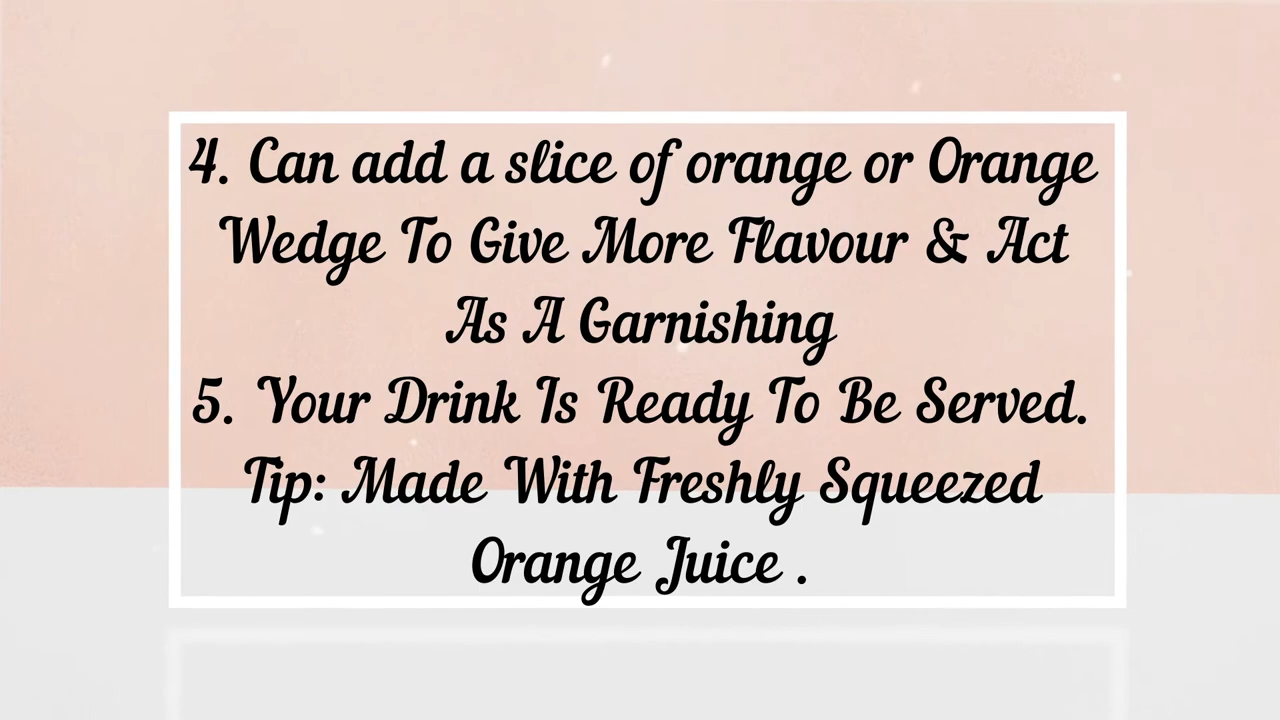 4. Can add a slice of orange or Orange
Wedge To Give More Flavour & Act
As A Garnishing
5. Your Drink Is Ready To Be Served.
Tip: Made With Freshly Squeezed
Orange Juice .